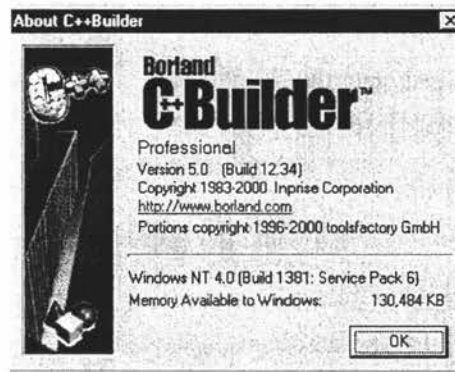 About C++Builder
Borland
C++Builder™
Professional
Version 5.0 (Build 12.34)
Copyright 1983-2000 Inprise Corporation
http://www.borland.com
Portions copyright 1996-2000 toolsfactory GmbH
Windows NT 4.0 (Build 1381: Service Pack 6)
Memory Available to Windows: 130,484 KB
OK